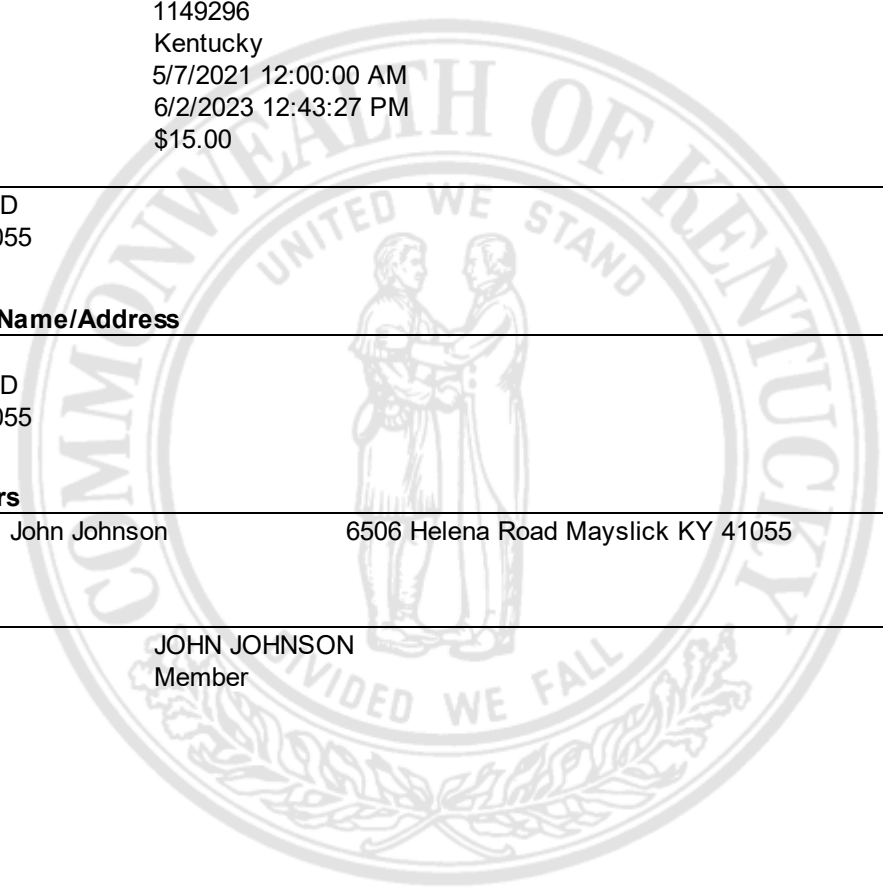 1149296
Kentucky
5/7/2021 12:00:00 AM
6/2/2023 12:43:27 PM
$15.00
D
055
Name/Address
D
055
rs
John Johnson 6506 Helena Road Mayslick KY 41055
JOHN JOHNSON
Member
COMMONWEALTH OF KENTUCKY
UNITED WE STAND
DIVIDED WE FALL